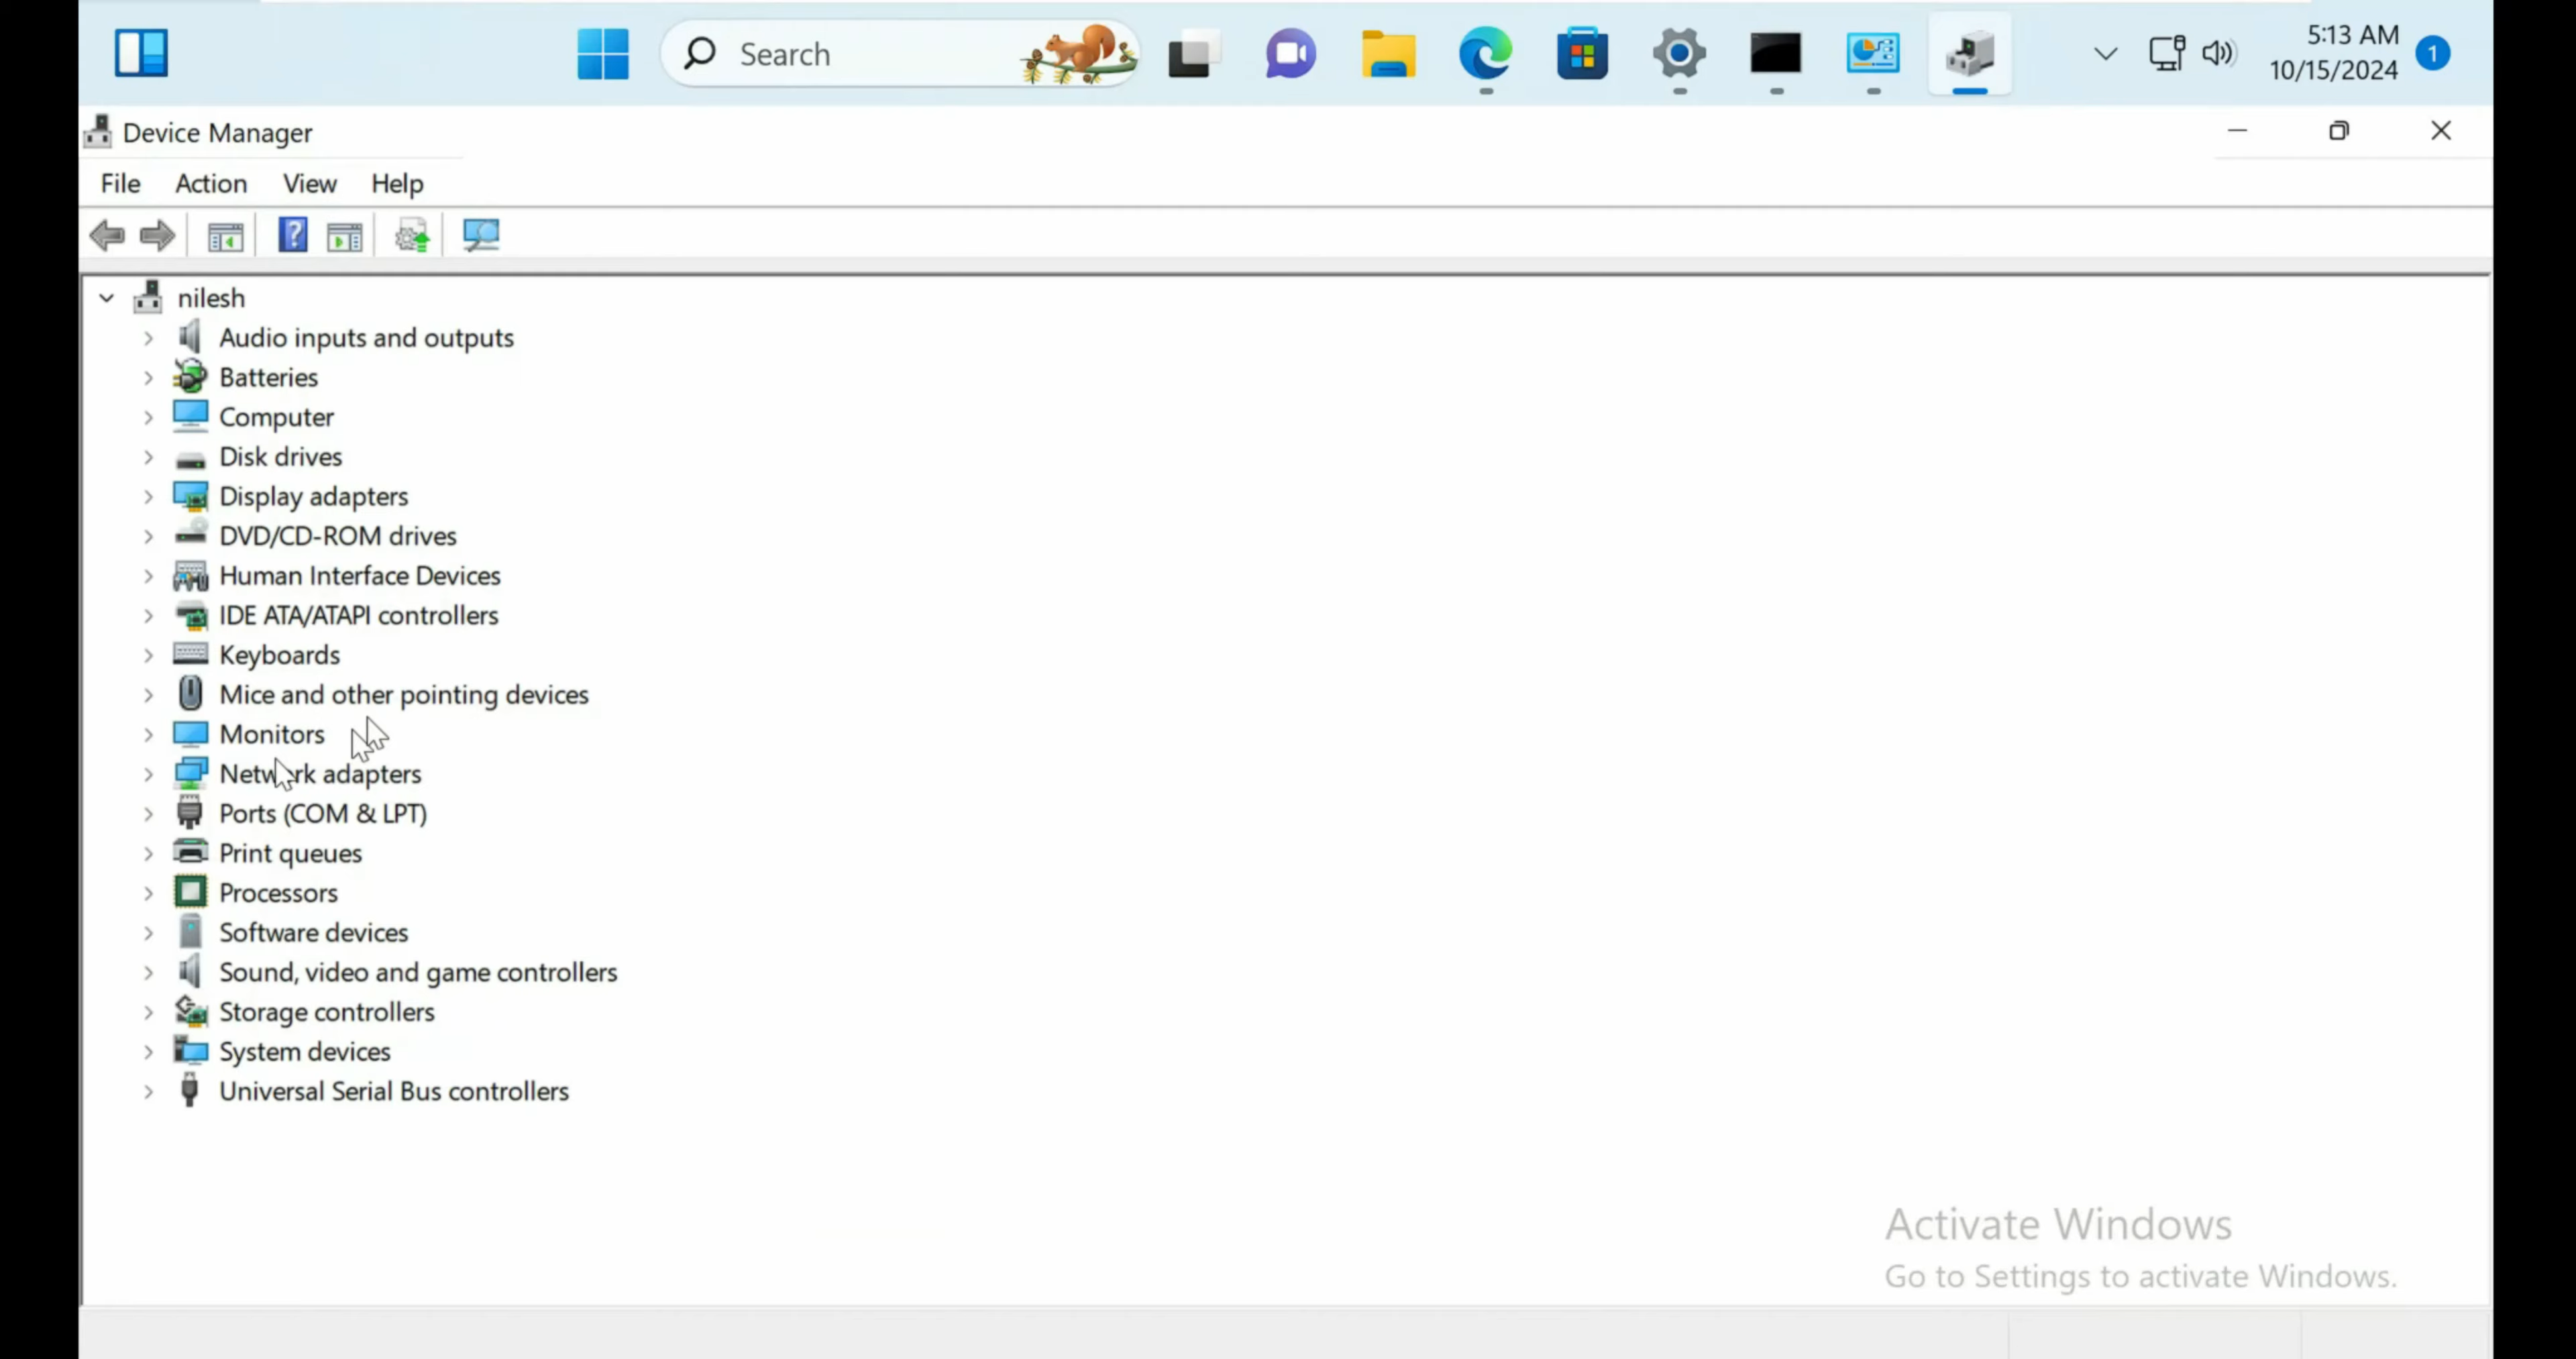 Search
5:13 AM
10/15/2024
1
Device Manager
File Action View Help
?
nilesh
Audio inputs and outputs
Batteries
Computer
Disk drives
Display adapters
DVD/CD-ROM drives
Human Interface Devices
IDE ATA/ATAPI controllers
Keyboards
Mice and other pointing devices
Monitors
Network adapters
Ports (COM & LPT)
Print queues
Processors
Software devices
Sound, video and game controllers
Storage controllers
System devices
Universal Serial Bus controllers
Activate Windows
Go to Settings to activate Windows.